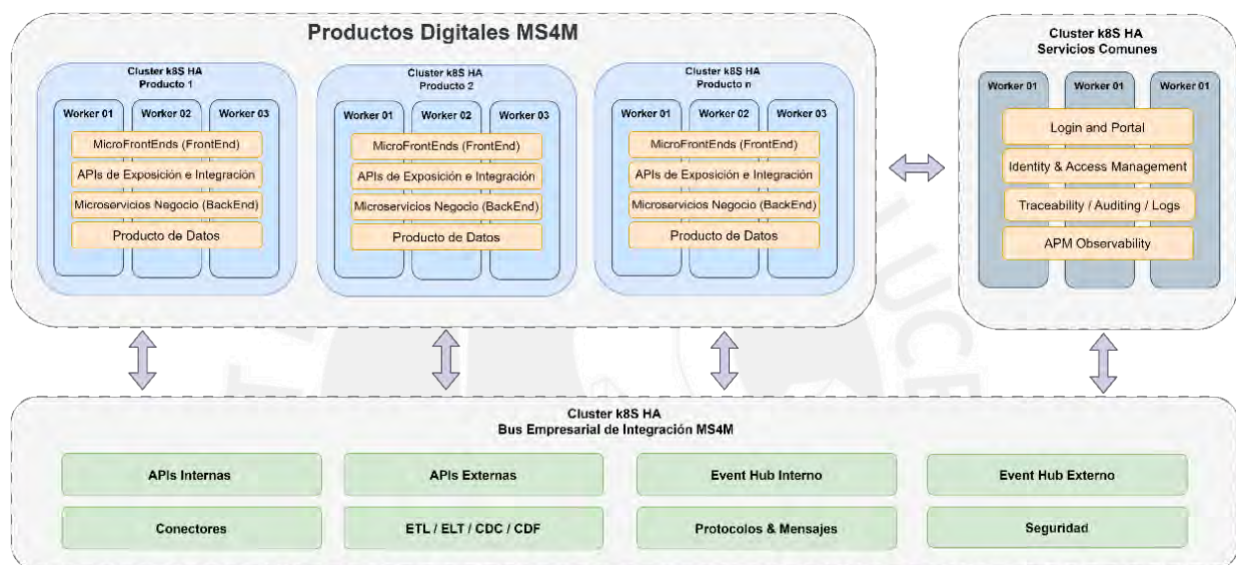 Productos Digitales MS4M
Cluster k8S HA
Producto 1
Worker 01
Worker 02
Worker 03
MicroFrontEnds (FrontEnd)
APIs de Exposición e Integración
Microservicios Negocio (BackEnd)
Producto de Datos
Cluster k8S HA
Producto 2
Worker 01
Worker 02
Worker 03
MicroFrontEnds (FrontEnd)
APIs de Exposición e Integración
Microservicios Negocio (BackEnd)
Producto de Datos
Cluster k8S HA
Producto n
Worker 01
Worker 02
Worker 03
MicroFrontEnds (FrontEnd)
APIs de Exposición e Integración
Microservicios Negocio (BackEnd)
Producto de Datos
Cluster k8S HA
Servicios Comunes
Worker 01
Worker 01
Worker 01
Login and Portal
Identity & Access Management
Traceability / Auditing / Logs
APM Observability
Cluster k8S HA
Bus Empresarial de Integración MS4M
APIs Internas
APIs Externas
Event Hub Interno
Event Hub Externo
Conectores
ETL / ELT / CDC / CDF
Protocolos & Mensajes
Seguridad